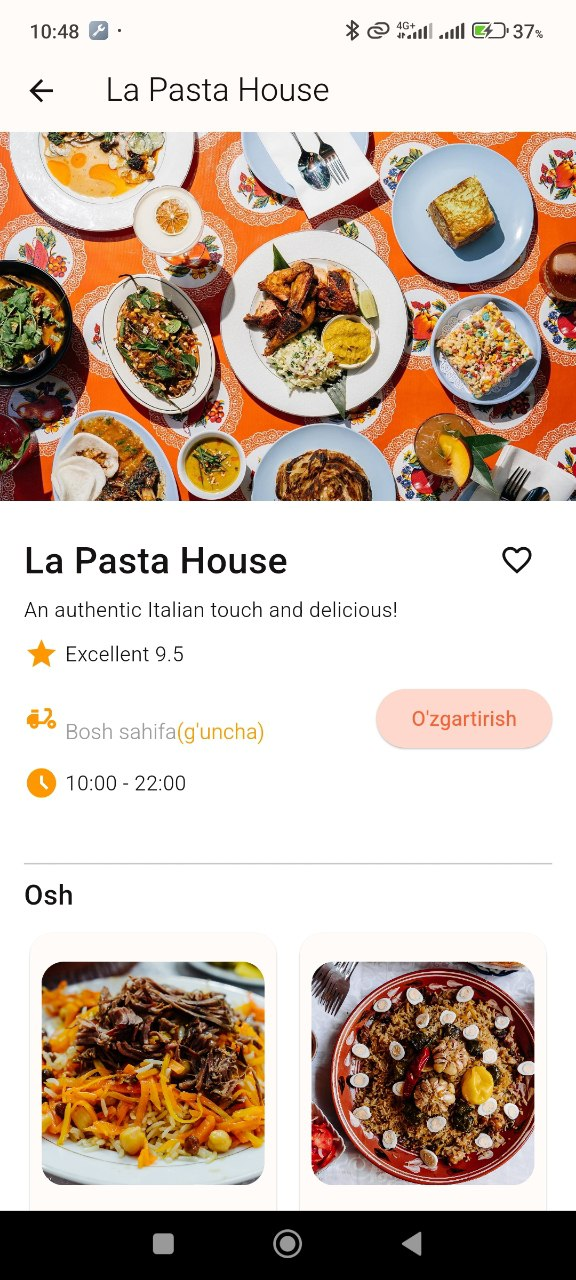 10:48
4G+
37%
La Pasta House
La Pasta House
An authentic Italian touch and delicious!
Excellent 9.5
Bosh sahifa(g'uncha)
O'zgartirish
10:00 - 22:00
Osh